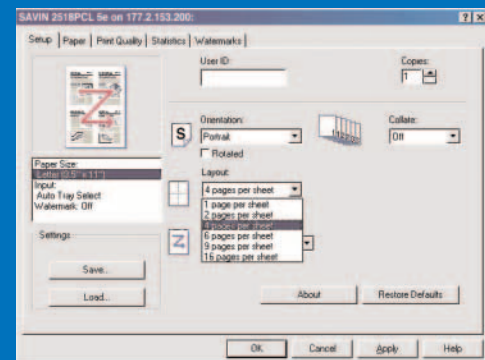 SAVIN 2518PCL 5e on 177.2.153.200:
Setup Paper Print Quality Statistics Watermarks
User ID:
Copies:
1
Orientation:
Collate:
S
Portrait
Off
Rotated
Paper Size:
Letter (8.5" x 11")
Input:
Auto Tray Select
Watermark: Off
Layout:
4 pages per sheet
1 page per sheet
2 pages per sheet
4 pages per sheet
6 pages per sheet
9 pages per sheet
16 pages per sheet
Settings
Save...
Load...
About
Restore Defaults
OK
Cancel
Apply
Help